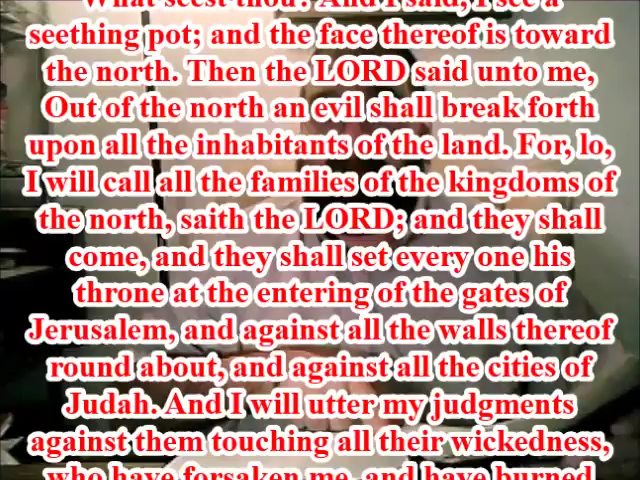 What seest thou? And I said, I see a
seething pot; and the face thereof is toward
the north. Then the LORD said unto me,
Out of the north an evil shall break forth
upon all the inhabitants of the land. For, lo,
I will call all the families of the kingdoms of
the north, saith the LORD; and they shall
come, and they shall set every one his
throne at the entering of the gates of
Jerusalem, and against all the walls thereof
round about, and against all the cities of
Judah. And I will utter my judgments
against them touching all their wickedness,
who have forsaken me, and have burned